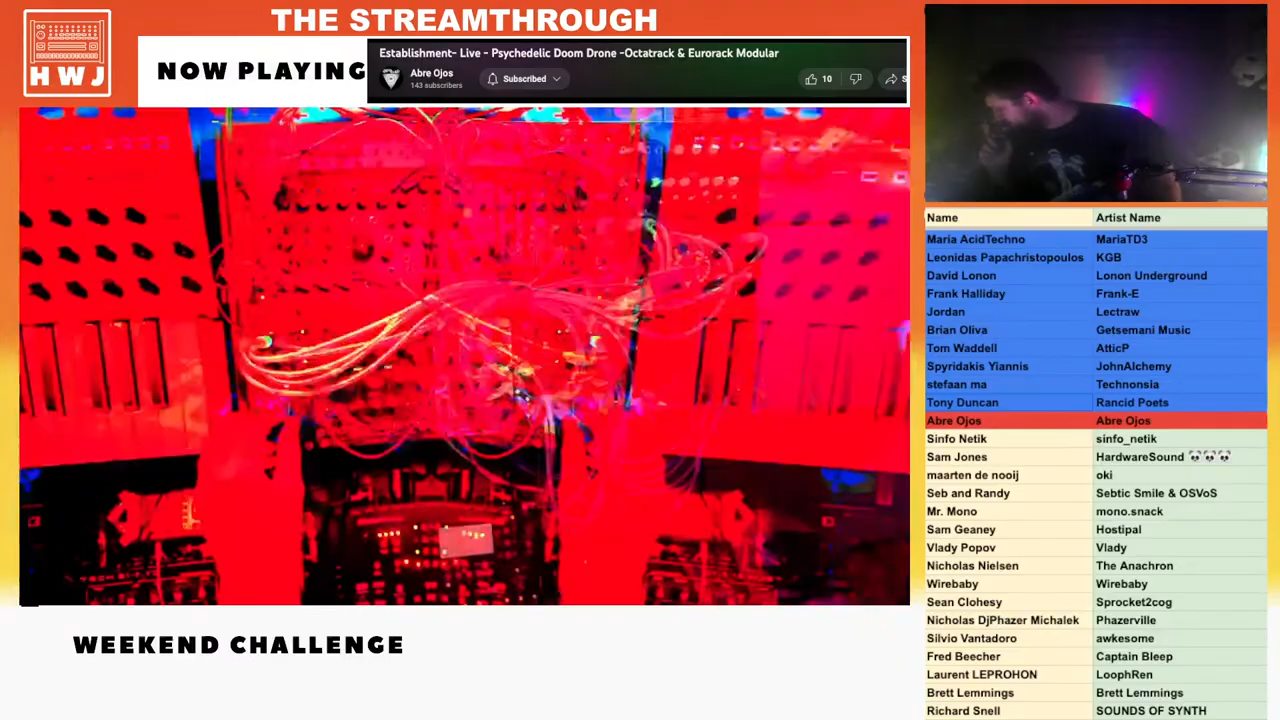 THE STREAMTHROUGH
HWJ
NOW PLAYING
Establishment- Live - Psychedelic Doom Drone -Octatrack & Eurorack Modular
Abre Ojos
143 subscribers
Subscribed
10
S
WEEKEND CHALLENGE
Name Artist Name
Maria AcidTechno MariaTD3
Leonidas Papachristopoulos KGB
David Lonon Lonon Underground
Frank Halliday Frank-E
Jordan Lectraw
Brian Oliva Getsemani Music
Tom Waddell AtticP
Spyridakis Yiannis JohnAlchemy
stefaan ma Technonsia
Tony Duncan Rancid Poets
Abre Ojos Abre Ojos
Sinfo Netik sinfo_netik
Sam Jones HardwareSound 🐼🐼🐼
maarten de nooij oki
Seb and Randy Sebtic Smile & OSVoS
Mr. Mono mono.snack
Sam Geaney Hostipal
Vlady Popov Vlady
Nicholas Nielsen The Anachron
Wirebaby Wirebaby
Sean Clohesy Sprocket2cog
Nicholas DjPhazer Michalek Phazerville
Silvio Vantadoro awkesome
Fred Beecher Captain Bleep
Laurent LEPROHON LoophRen
Brett Lemmings Brett Lemmings
Richard Snell SOUNDS OF SYNTH